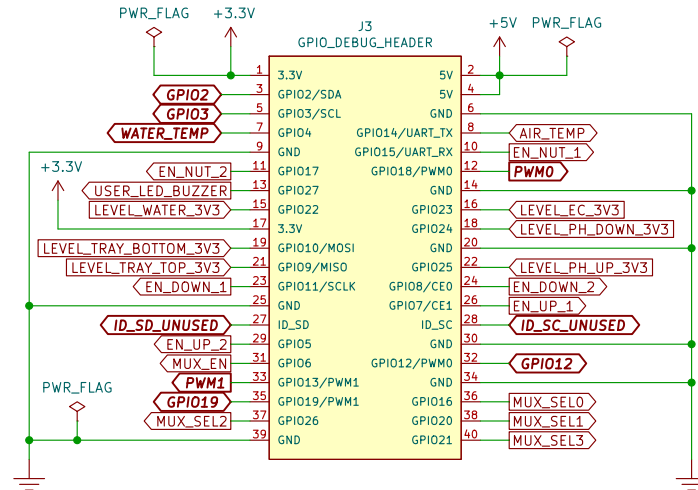 PWR_FLAG +3.3V J3 +5V PWR_FLAG
GPIO_DEBUG_HEADER
1 3.3V 5V 2
GPIO2 3 GPIO2/SDA 5V 4
GPIO3 5 GPIO3/SCL GND 6
WATER_TEMP 7 GPIO4 GPIO14/UART_TX 8 AIR_TEMP
9 GND GPIO15/UART_RX 10 EN_NUT_1
EN_NUT_2 11 GPIO17 GPIO18/PWM0 12 PWM0
+3.3V
USER_LED_BUZZER 13 GPIO27 GND 14
LEVEL_WATER_3V3 15 GPIO22 GPIO23 16 LEVEL_EC_3V3
17 3.3V GPIO24 18 LEVEL_PH_DOWN_3V3
LEVEL_TRAY_BOTTOM_3V3 19 GPIO10/MOSI GND 20
LEVEL_TRAY_TOP_3V3 21 GPIO9/MISO GPIO25 22 LEVEL_PH_UP_3V3
EN_DOWN_1 23 GPIO11/SCLK GPIO8/CE0 24 EN_DOWN_2
25 GND GPIO7/CE1 26 EN_UP_1
ID_SD_UNUSED 27 ID_SD ID_SC 28 ID_SC_UNUSED
EN_UP_2 29 GPIO5 GND 30
MUX_EN 31 GPIO6 GPIO12/PWM0 32 GPIO12
PWM1 33 GPIO13/PWM1 GND 34
PWR_FLAG
GPIO19 35 GPIO19/PWM1 GPIO16 36 MUX_SEL0
MUX_SEL2 37 GPIO26 GPIO20 38 MUX_SEL1
39 GND GPIO21 40 MUX_SEL3